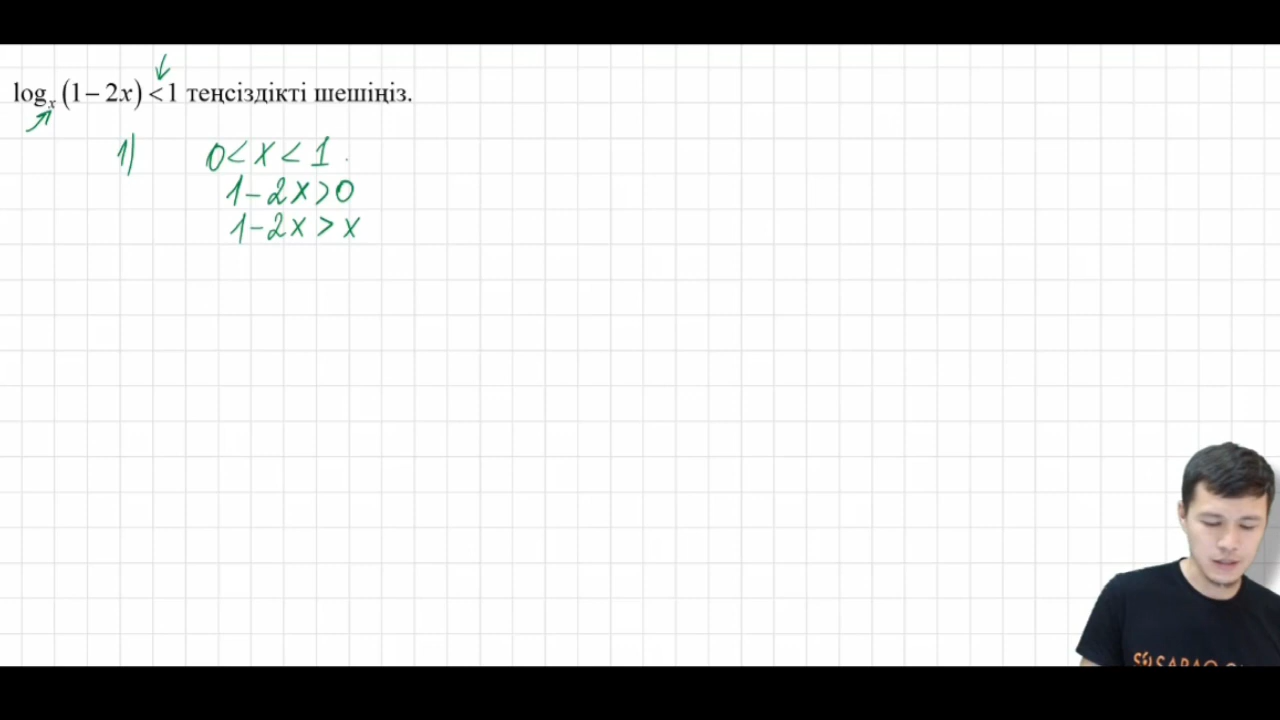 logₓ(1 − 2x) < 1 теңсіздікті шешіңіз.
1) 0 < x < 1
1 − 2x > 0
1 − 2x > x